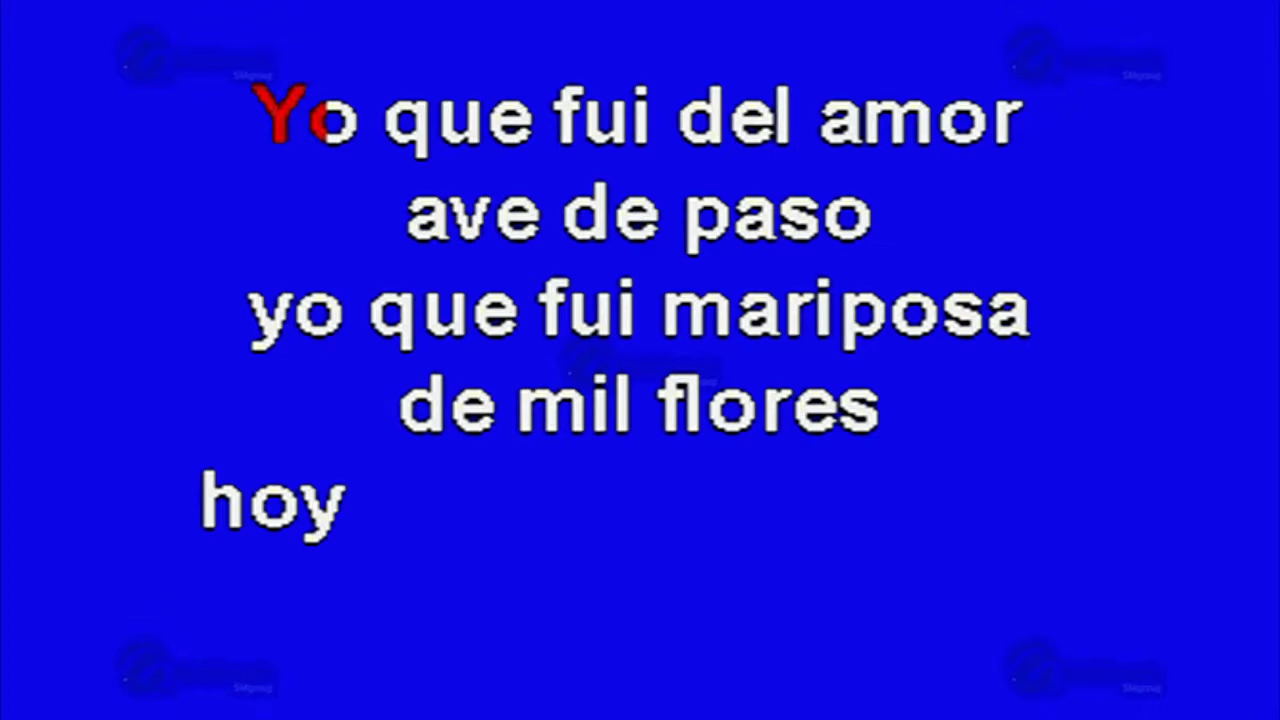 Yo que fui del amor
ave de paso
yo que fui mariposa
de mil flores
hoy